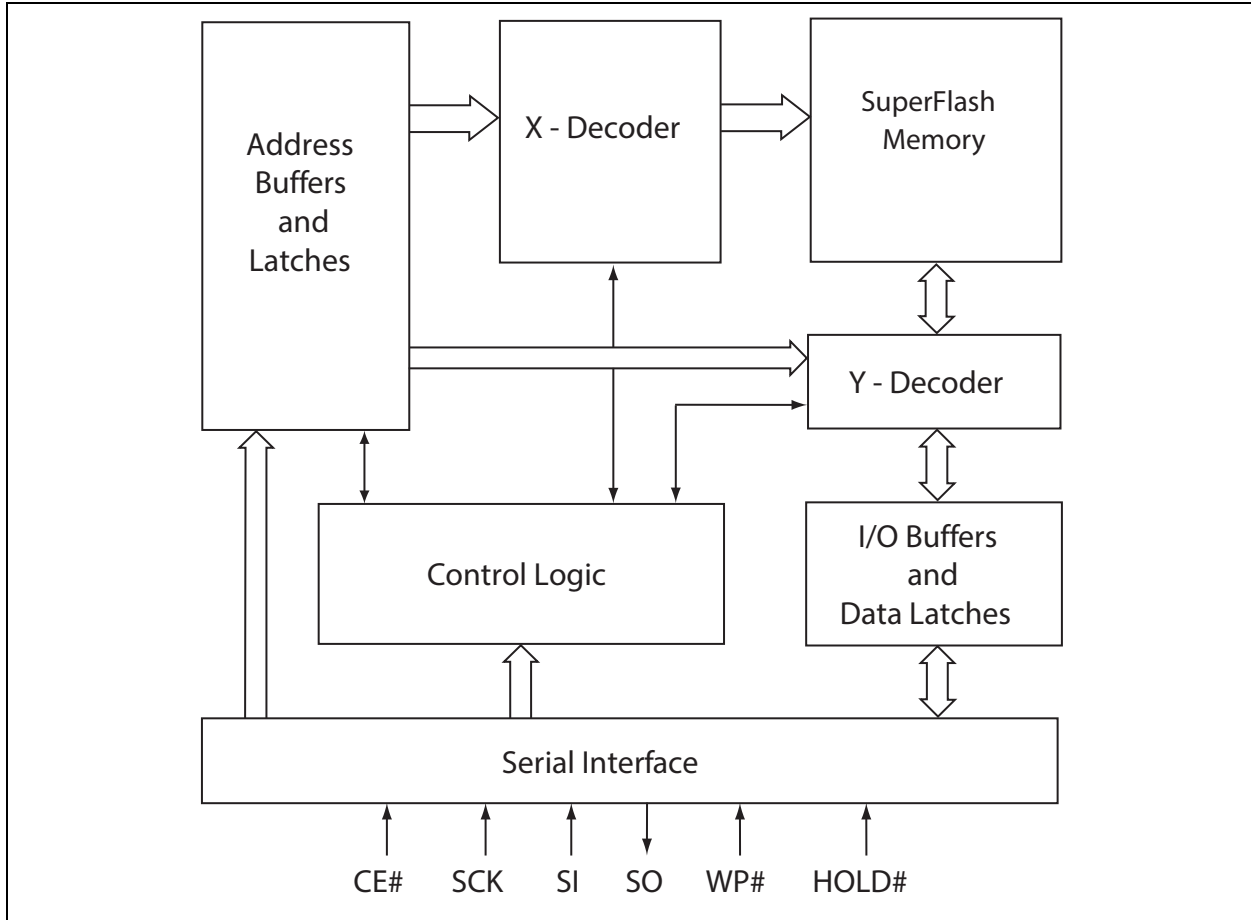 Address
Buffers
and
Latches
X - Decoder
SuperFlash
Memory
Y - Decoder
Control Logic
I/O Buffers
and
Data Latches
Serial Interface
CE# SCK SI SO WP# HOLD#